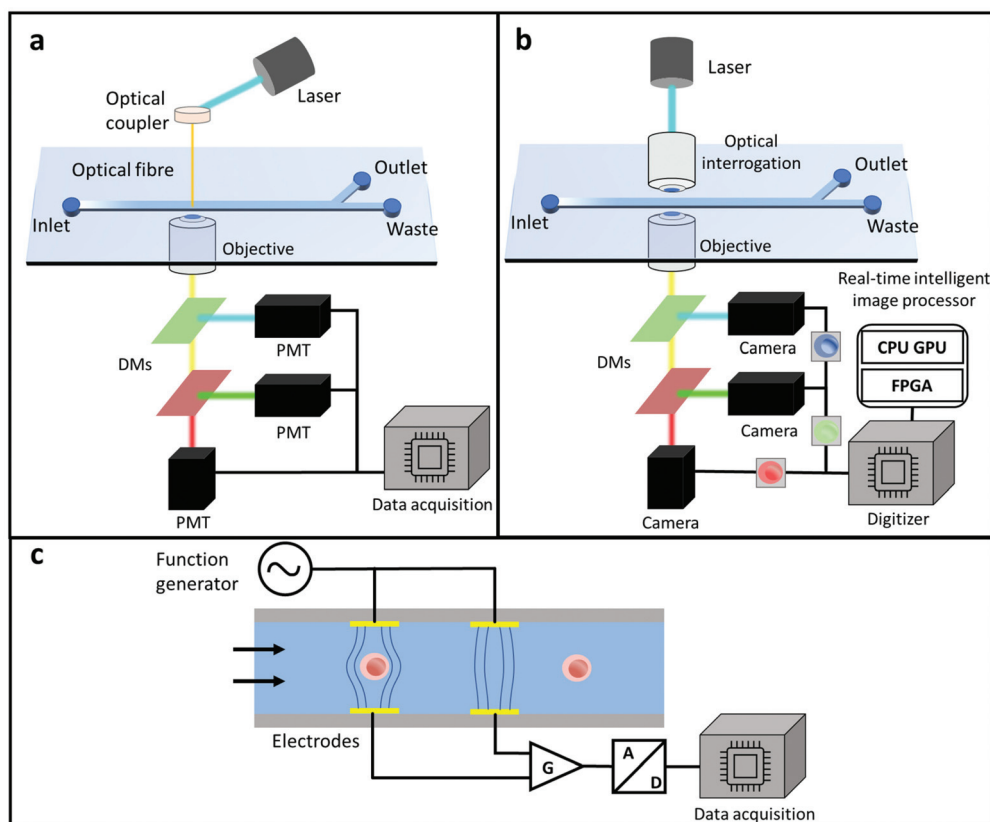 a
Laser
Optical
coupler
Optical fibre
Outlet
Inlet
Waste
Objective
DMs
PMT
PMT
PMT
Data acquisition
b
Laser
Optical
interrogation
Outlet
Inlet
Waste
Objective
Real-time intelligent
image processor
CPU GPU
FPGA
DMs
Camera
Camera
Camera
Digitizer
c
Function
generator
Electrodes
G
A
D
Data acquisition